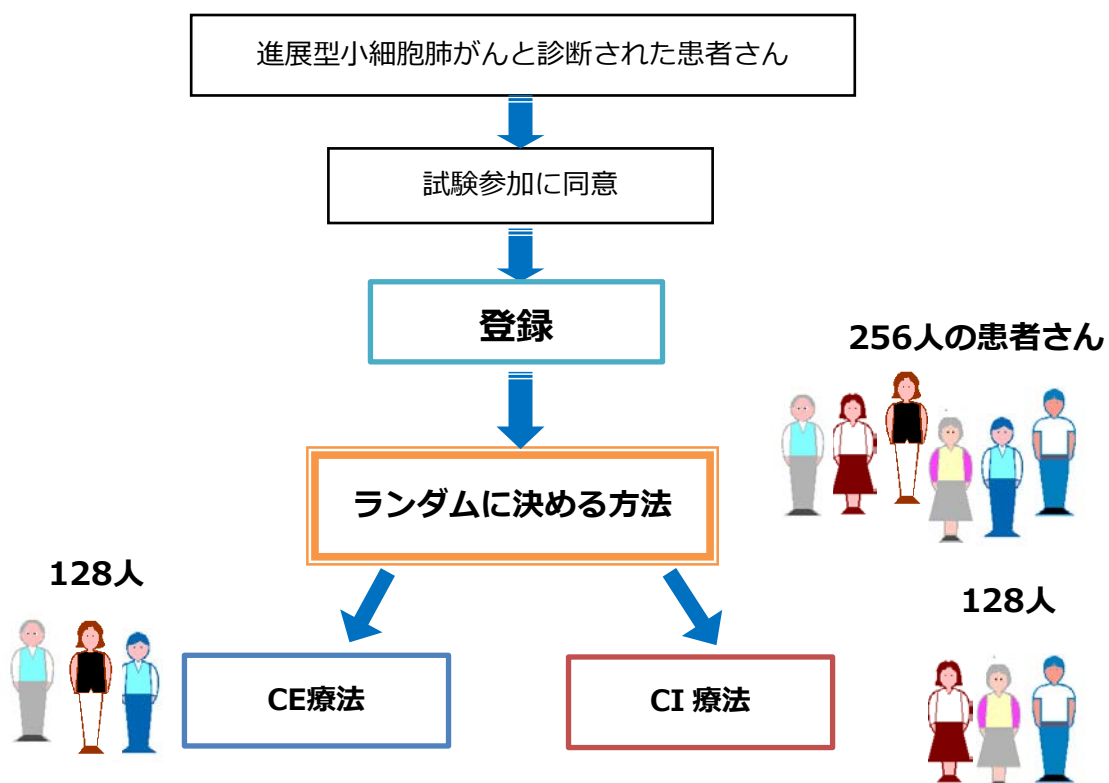 進展型小細胞肺がんと診断された患者さん
試験参加に同意
登録
256人の患者さん
ランダムに決める方法
128人
128人
CE療法
CI 療法